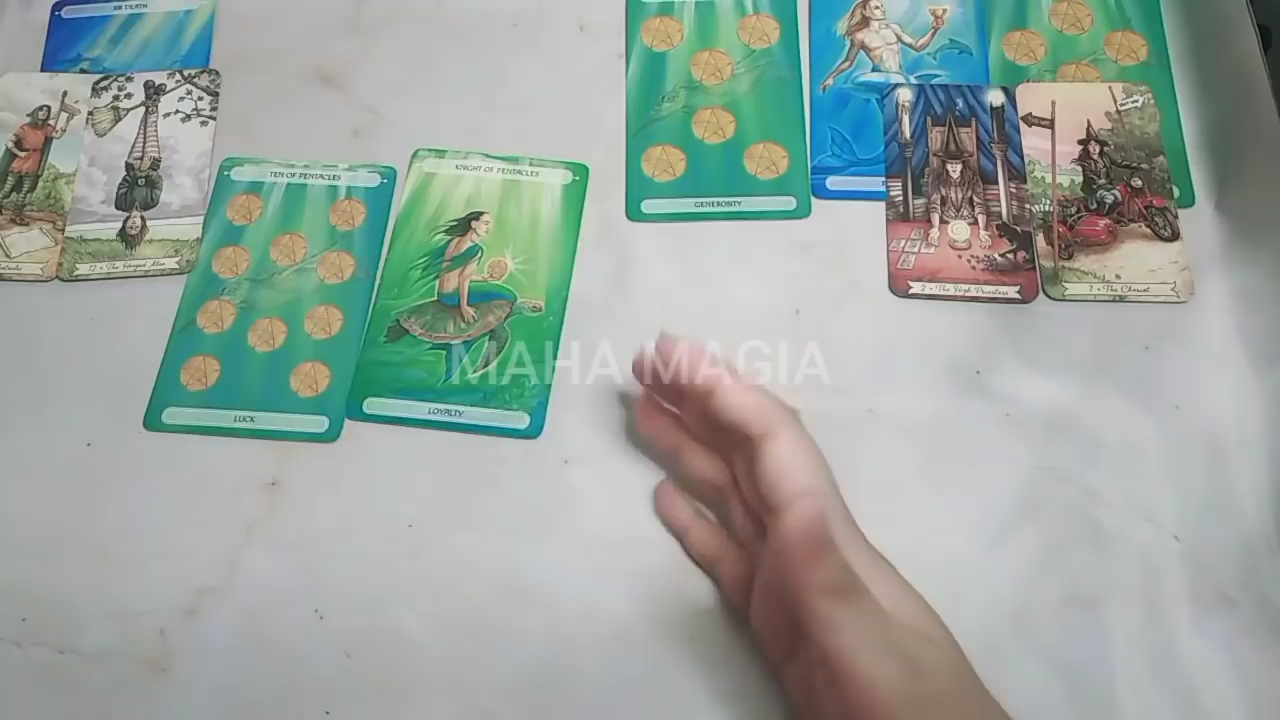 XIII DEATH
TEN OF PENTACLES
KNIGHT OF PENTACLES
GENEROSITY
12 • The Hanged Man
2 • The High Priestess
7 • The Chariot
MAHA MAGIA
LUCK
LOYALTY